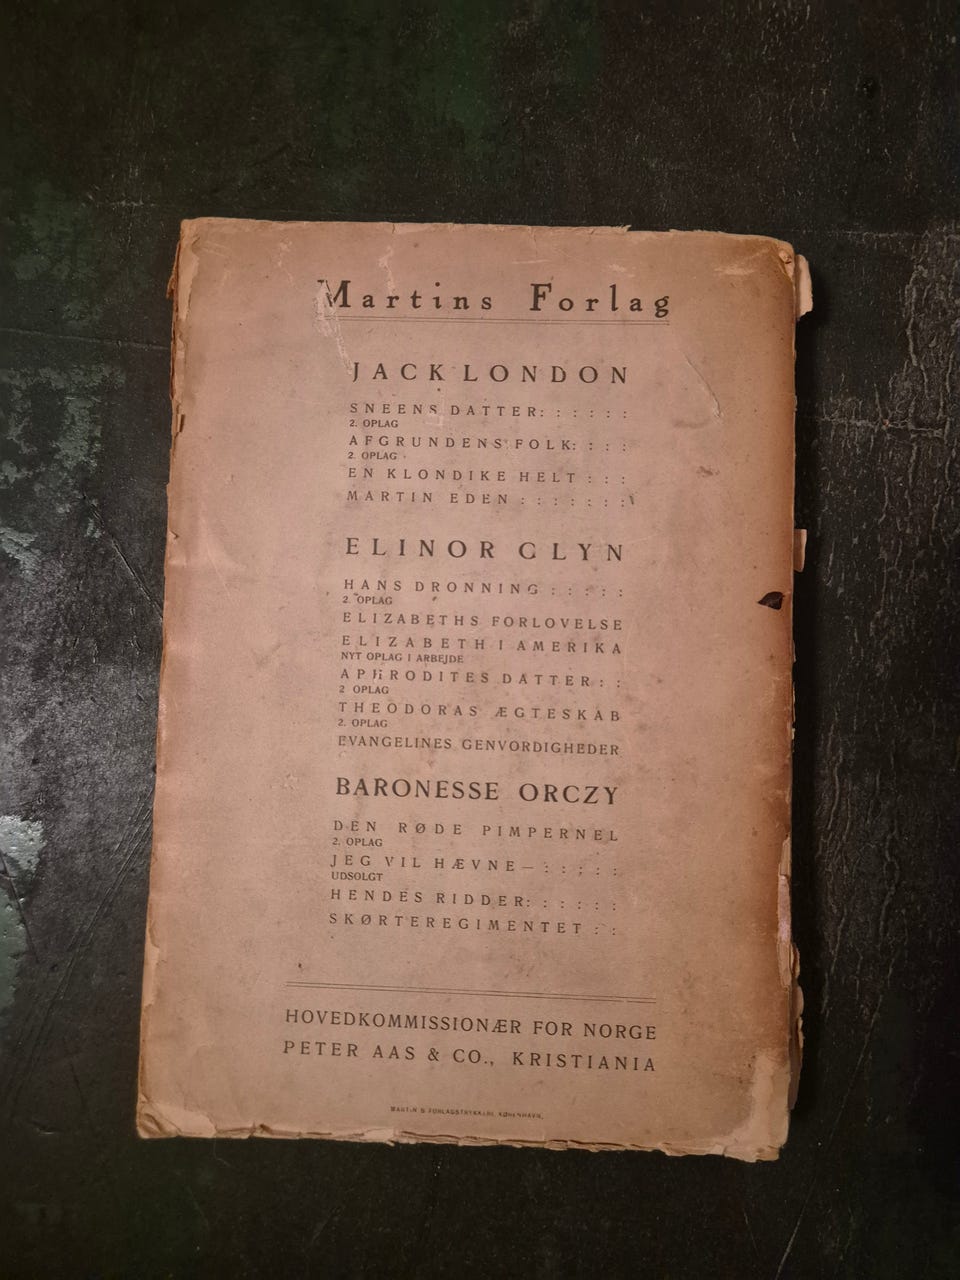 Martins Forlag
JACK LONDON
SNEENS DATTER: : : : : :
2. OPLAG
AFGRUNDENS FOLK: : : :
2. OPLAG
EN KLONDIKE HELT : : :
MARTIN EDEN : : : : : : :
ELINOR GLYN
HANS DRONNING : : : : :
2. OPLAG
ELIZABETHS FORLOVELSE
ELIZABETH I AMERIKA
NYT OPLAG I ARBEJDE
APHRODITES DATTER : :
2 OPLAG
THEODORAS ÆGTESKAB
2. OPLAG
EVANGELINES GENVORDIGHEDER
BARONESSE ORCZY
DEN RØDE PIMPERNEL
2. OPLAG
JEG VIL HÆVNE — : : : : :
UDSOLGT
HENDES RIDDER: : : : : :
SKØRTEREGIMENTET : :
HOVEDKOMMISSIONÆR FOR NORGE
PETER AAS & CO., KRISTIANIA
MARTINS FORLAGSTRYKKERI, KØBENHAVN.